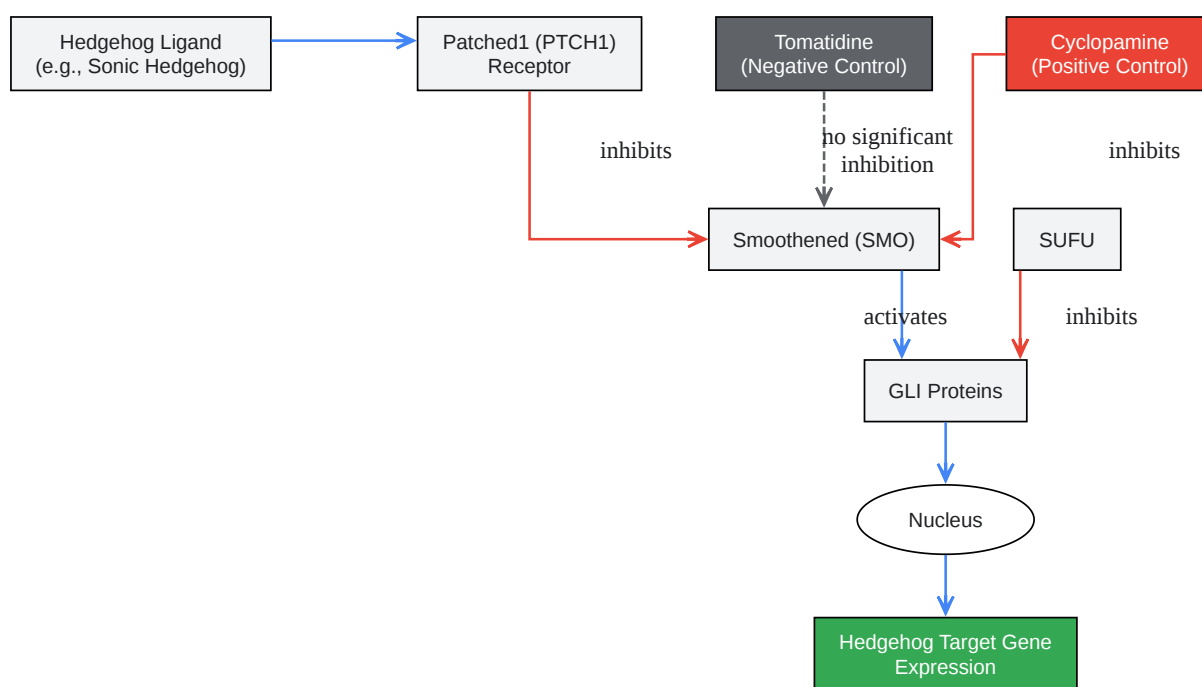 Hedgehog Ligand
(e.g., Sonic Hedgehog)
Patched1 (PTCH1)
Receptor
Tomatidine
(Negative Control)
Cyclopamine
(Positive Control)
inhibits
no significant
inhibition
inhibits
Smoothened (SMO)
SUFU
activates
inhibits
GLI Proteins
Nucleus
Hedgehog Target Gene
Expression